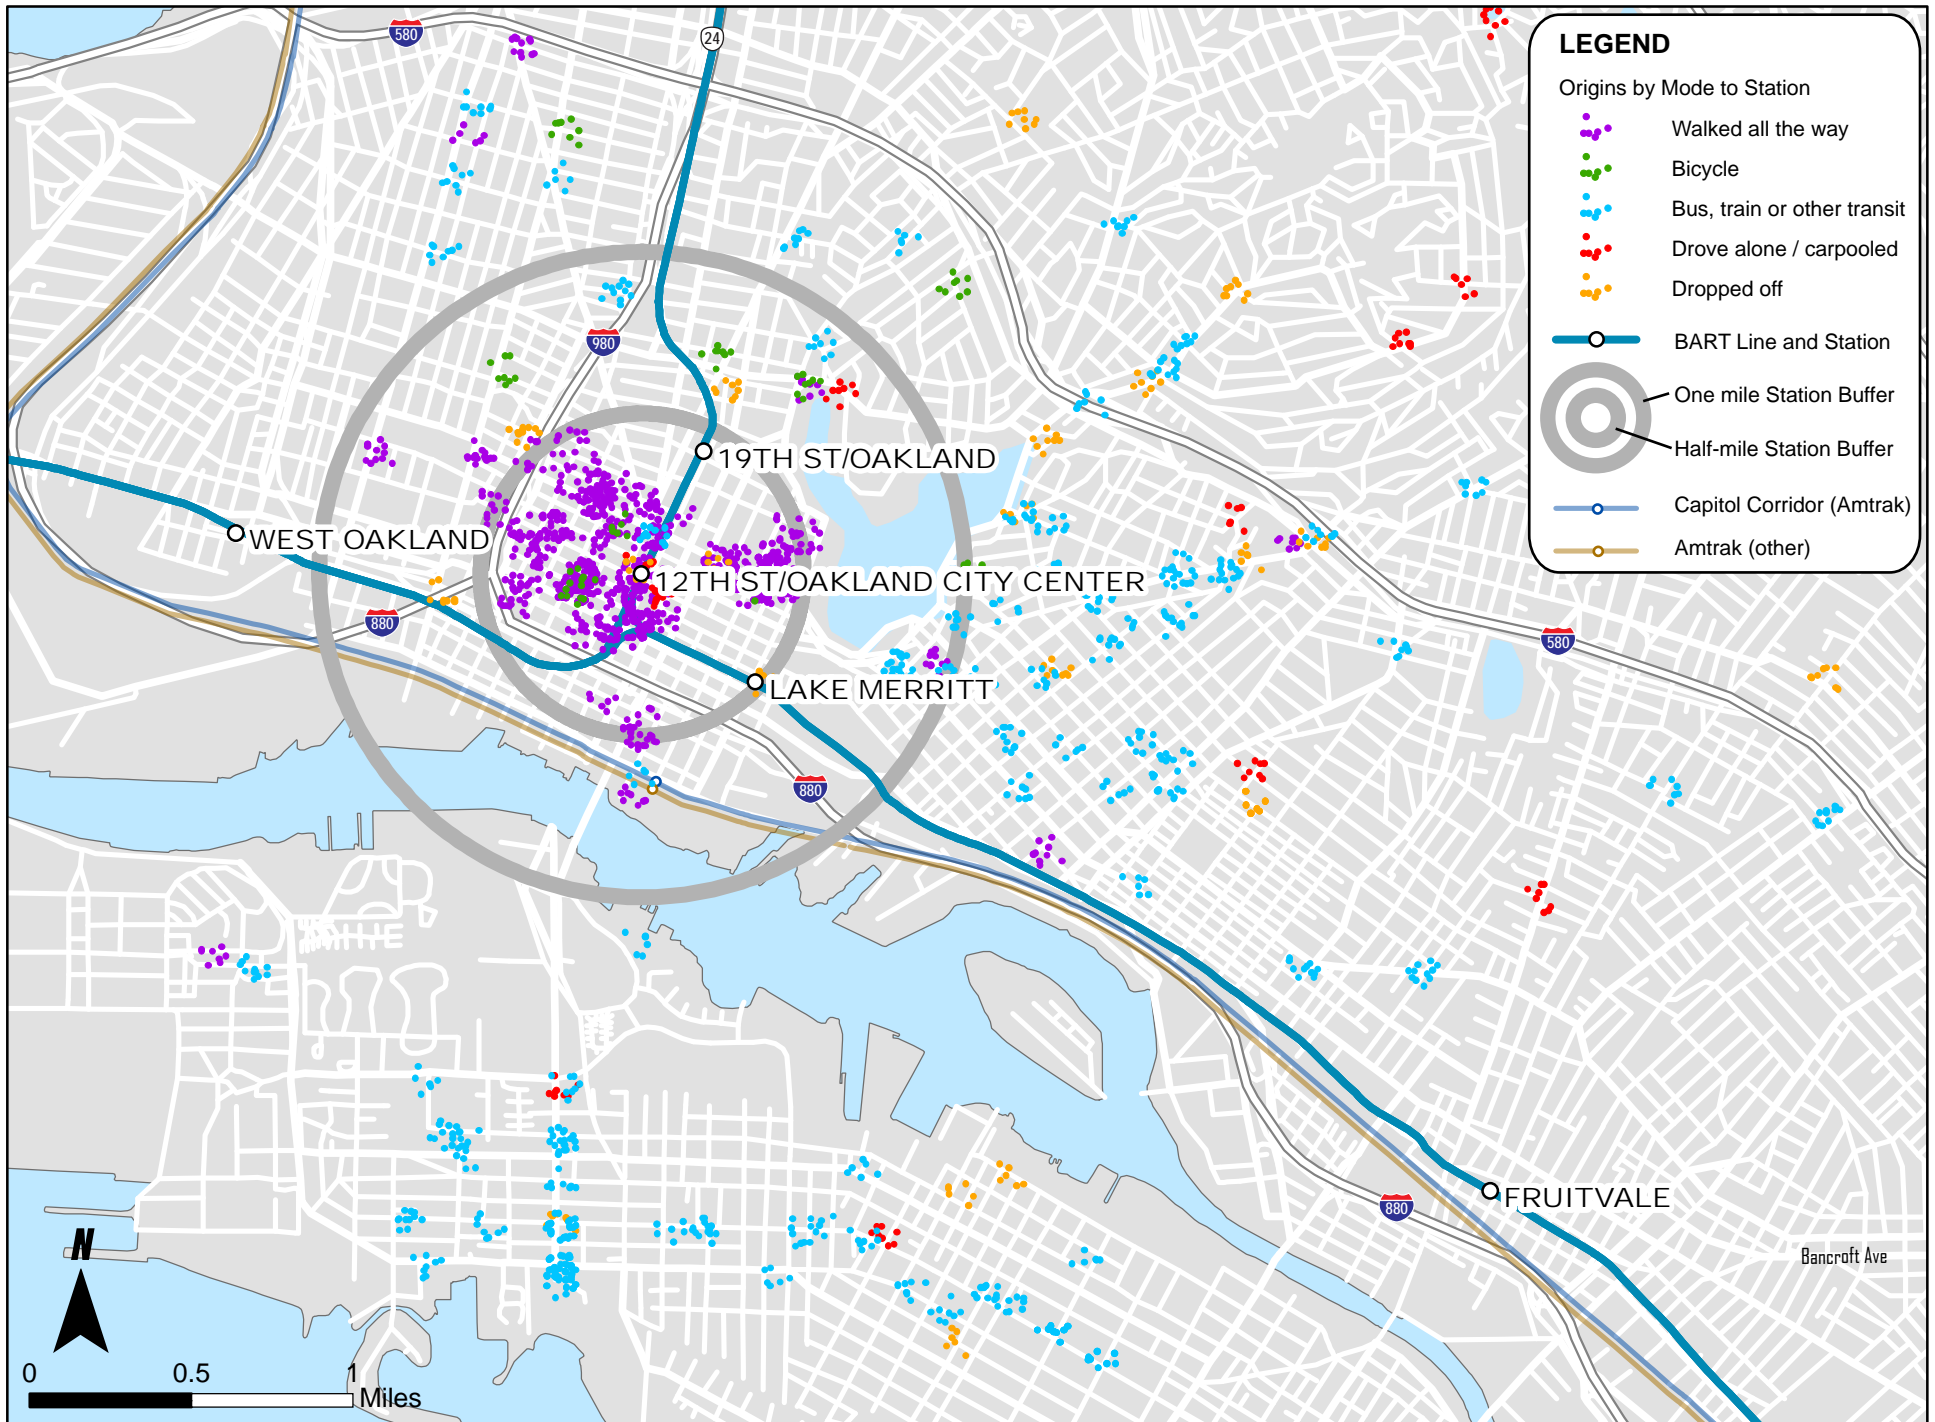 580
24
LEGEND
Origins by Mode to Station
Walked all the way
Bicycle
Bus, train or other transit
Drove alone / carpooled
Dropped off
BART Line and Station
One mile Station Buffer
Half-mile Station Buffer
Capitol Corridor (Amtrak)
Amtrak (other)
980
19TH ST/OAKLAND
WEST OAKLAND
12TH ST/OAKLAND CITY CENTER
880
580
LAKE MERRITT
880
FRUITVALE
880
Bancroft Ave
N
0 0.5 1
Miles